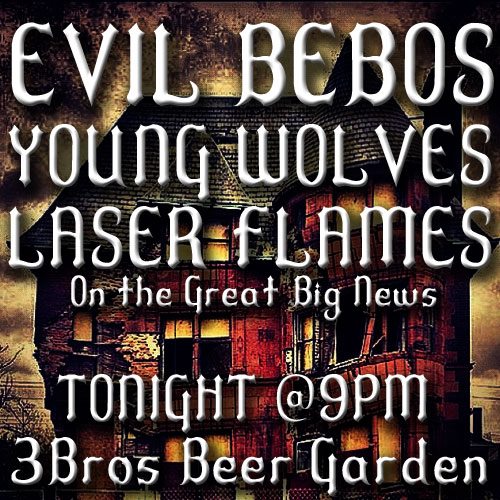 EVIL BEBOS
YOUNG WOLVES
LASER FLAMES
On the Great Big News
TONIGHT @9PM
3Bros Beer Garden